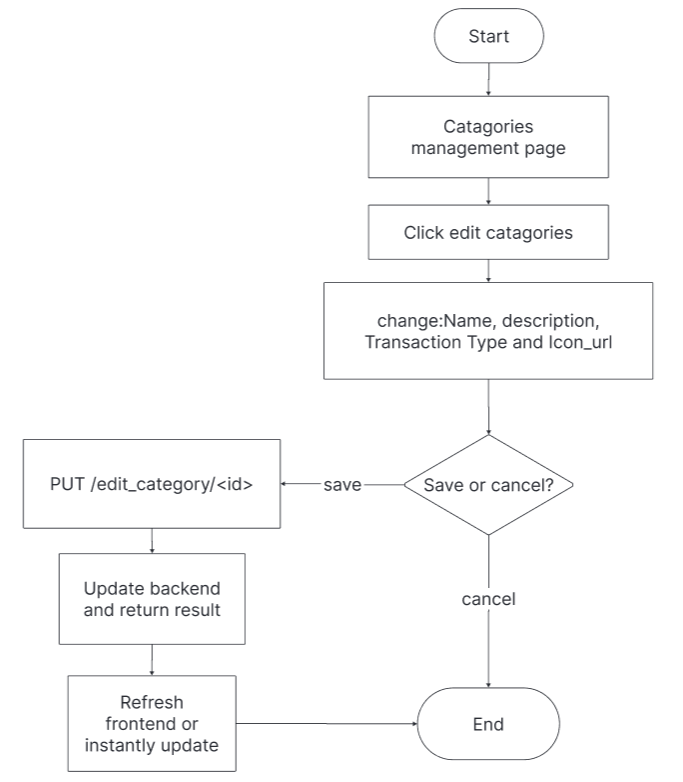 Start
Catagories
management page
Click edit catagories
change:Name, description,
Transaction Type and Icon_url
Save or cancel?
save
PUT /edit_category/<id>
Update backend
and return result
cancel
Refresh
frontend or
instantly update
End